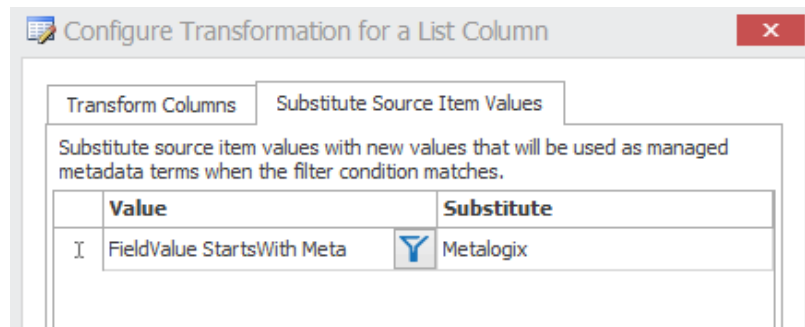 Configure Transformation for a List Column
Transform Columns
Substitute Source Item Values
Substitute source item values with new values that will be used as managed
metadata terms when the filter condition matches.
Value
Substitute
FieldValue StartsWith Meta
Metalogix